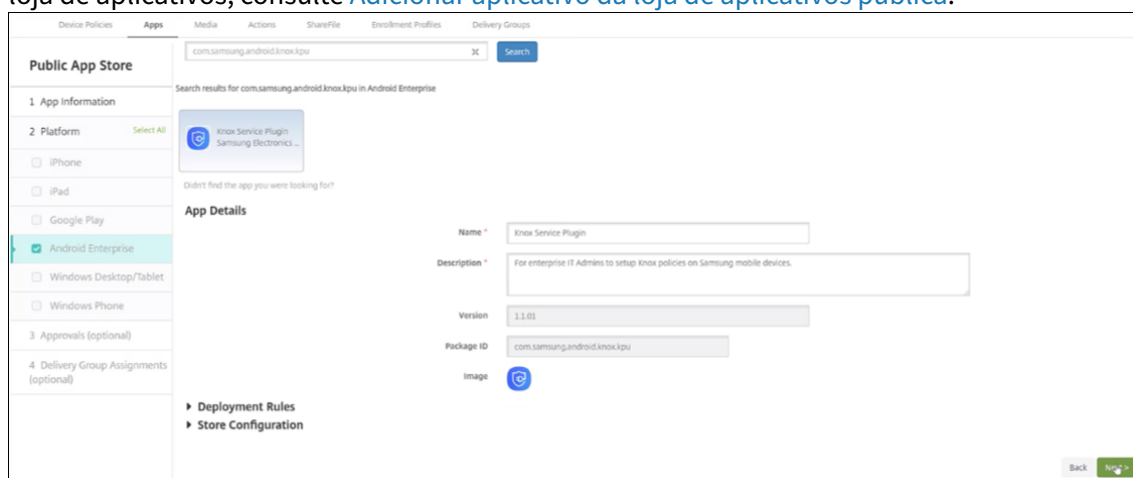 loja de aplicativos, consulte Adicionar aplicativo da loja de aplicativos pública.
Device Policies Apps Media Actions ShareFile Enrollment Profiles Delivery Groups
Public App Store
1 App Information
2 Platform Select All
iPhone
iPad
Google Play
Android Enterprise
Windows Desktop/Tablet
Windows Phone
3 Approvals (optional)
4 Delivery Group Assignments
(optional)
com.samsung.android.knox.kpu Search
Search results for com.samsung.android.knox.kpu in Android Enterprise
Knox Service Plugin
Samsung Electronics ...
Didn't find the app you were looking for?
App Details
Name * Knox Service Plugin
Description * For enterprise IT Admins to setup Knox policies on Samsung mobile devices.
Version 1.1.01
Package ID com.samsung.android.knox.kpu
Image
Deployment Rules
Store Configuration
Back Next >